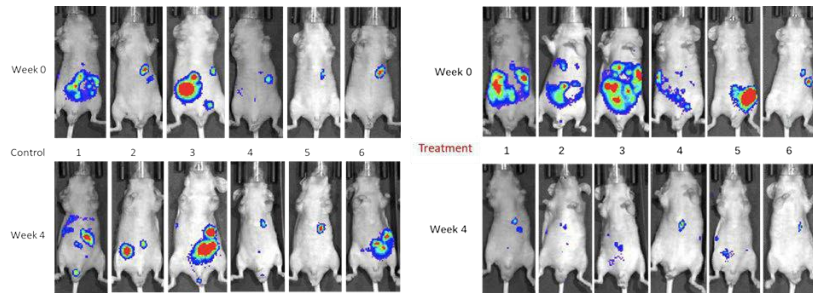 Week 0
Control 1 2 3 4 5 6
Week 4
Week 0
Treatment 1 2 3 4 5 6
Week 4